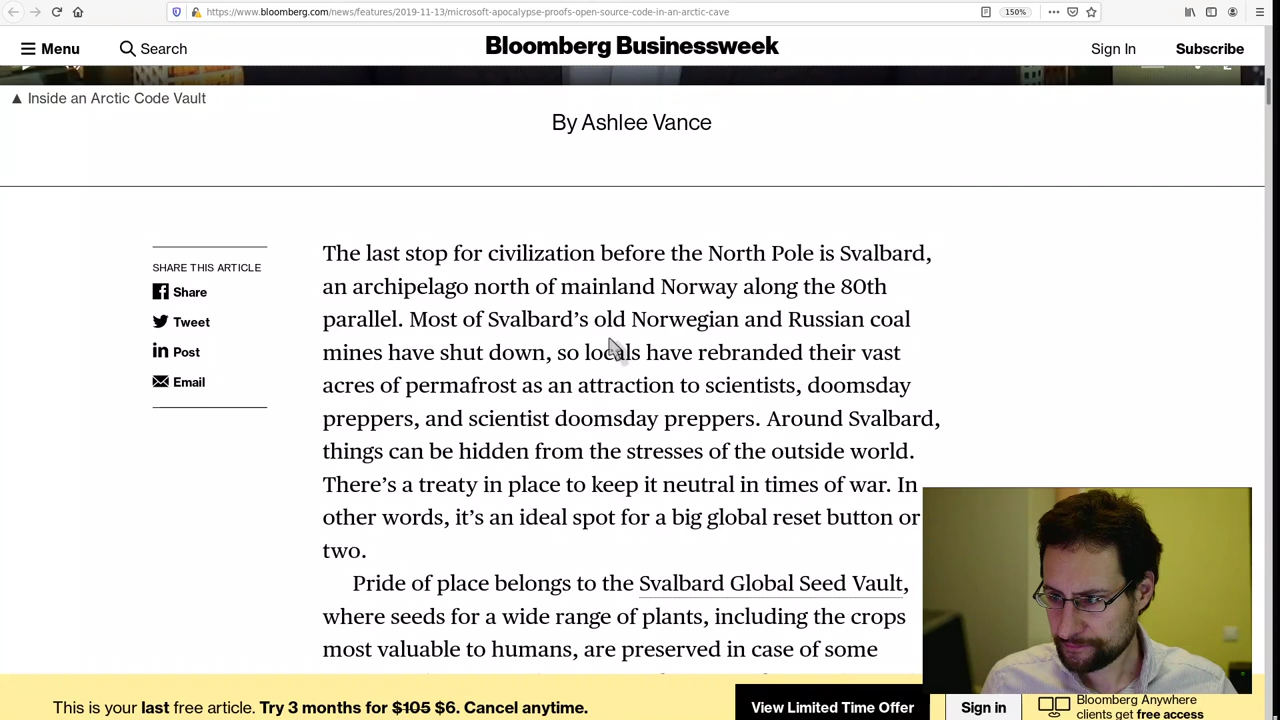 https://www.bloomberg.com/news/features/2019-11-13/microsoft-apocalypse-proofs-open-source-code-in-an-arctic-cave
150%
Menu
Search
Bloomberg Businessweek
Sign In
Subscribe
▲ Inside an Arctic Code Vault
By Ashlee Vance
SHARE THIS ARTICLE
Share
Tweet
Post
Email
The last stop for civilization before the North Pole is Svalbard,
an archipelago north of mainland Norway along the 80th
parallel. Most of Svalbard’s old Norwegian and Russian coal
mines have shut down, so locals have rebranded their vast
acres of permafrost as an attraction to scientists, doomsday
preppers, and scientist doomsday preppers. Around Svalbard,
things can be hidden from the stresses of the outside world.
There’s a treaty in place to keep it neutral in times of war. In
other words, it’s an ideal spot for a big global reset button or
two.
Pride of place belongs to the Svalbard Global Seed Vault,
where seeds for a wide range of plants, including the crops
most valuable to humans, are preserved in case of some
This is your last free article. Try 3 months for $105 $6. Cancel anytime.
View Limited Time Offer
Sign in
Bloomberg Anywhere
clients get free access